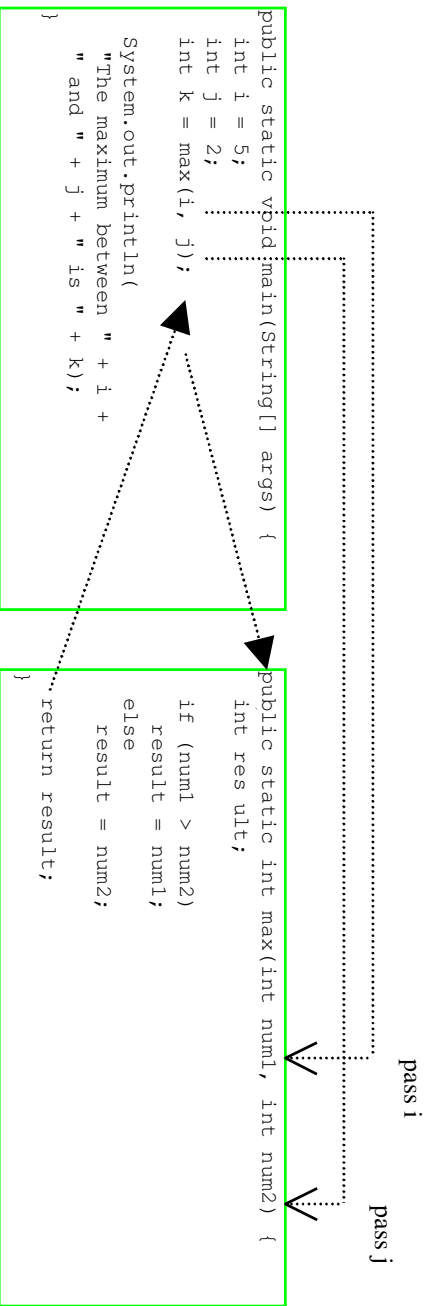 pass i
pass j
public static void main(String[] args) {
int i = 5;
int j = 2;
int k = max(i, j);
System.out.println(
"The maximum between " + i +
" and " + j + " is " + k);
}
public static int max(int num1, int num2) {
int res ult;
if (num1 > num2)
result = num1;
else
result = num2;
return result;
}